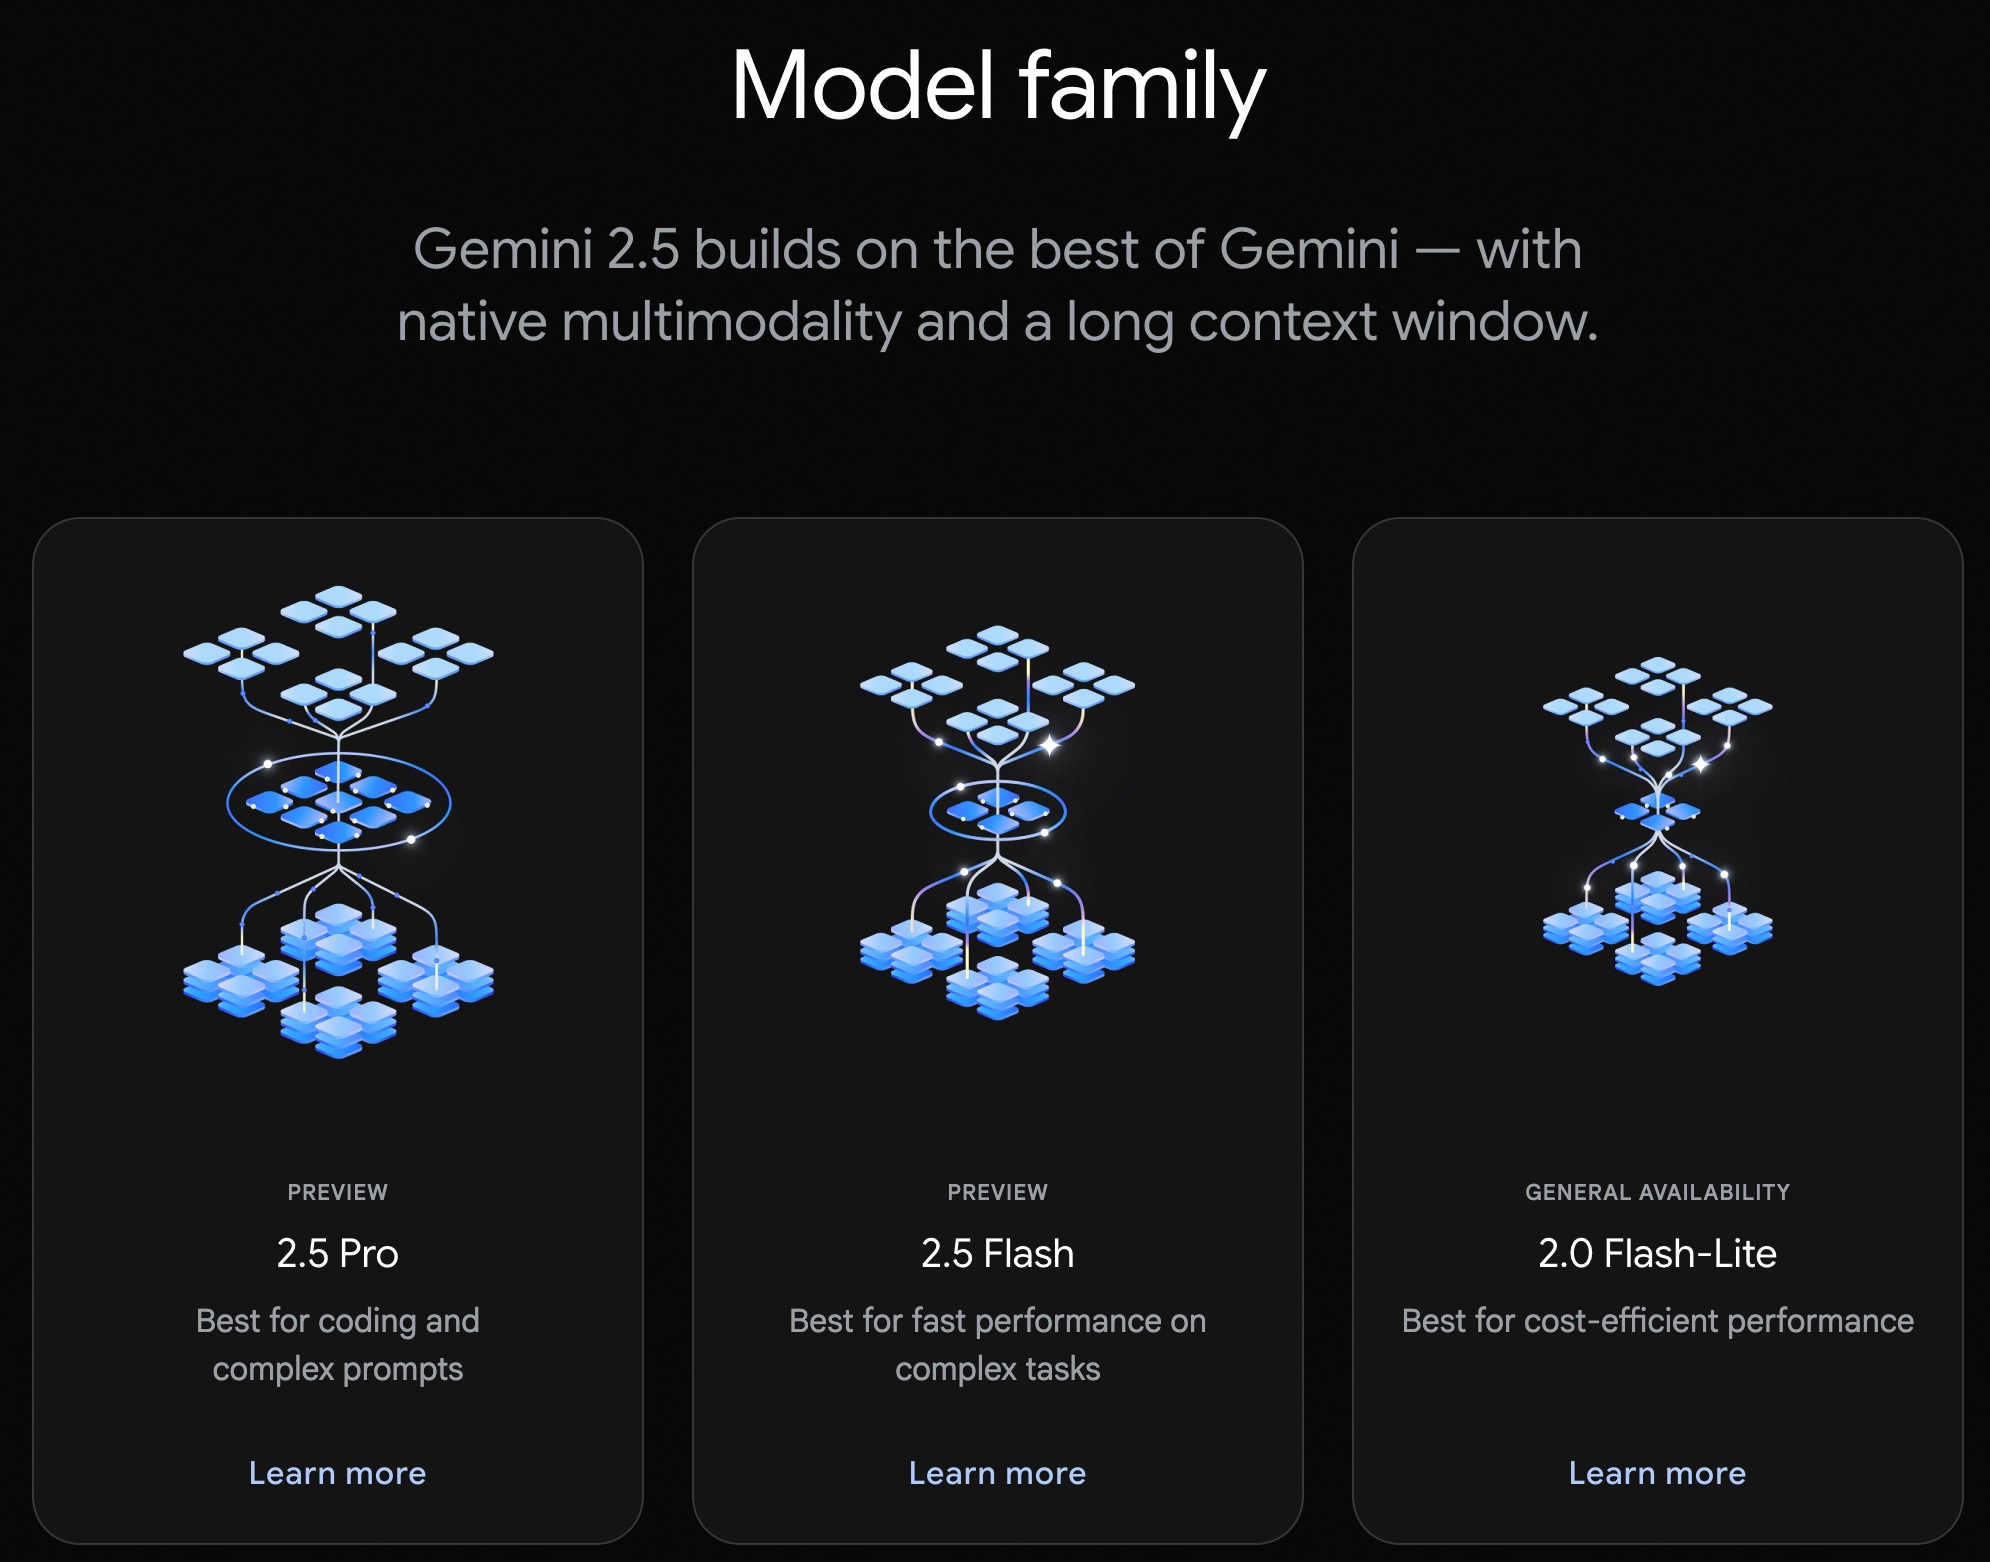 Model family
Gemini 2.5 builds on the best of Gemini — with
native multimodality and a long context window.
PREVIEW
2.5 Pro
Best for coding and
complex prompts
Learn more
PREVIEW
2.5 Flash
Best for fast performance on
complex tasks
Learn more
GENERAL AVAILABILITY
2.0 Flash-Lite
Best for cost-efficient performance
Learn more